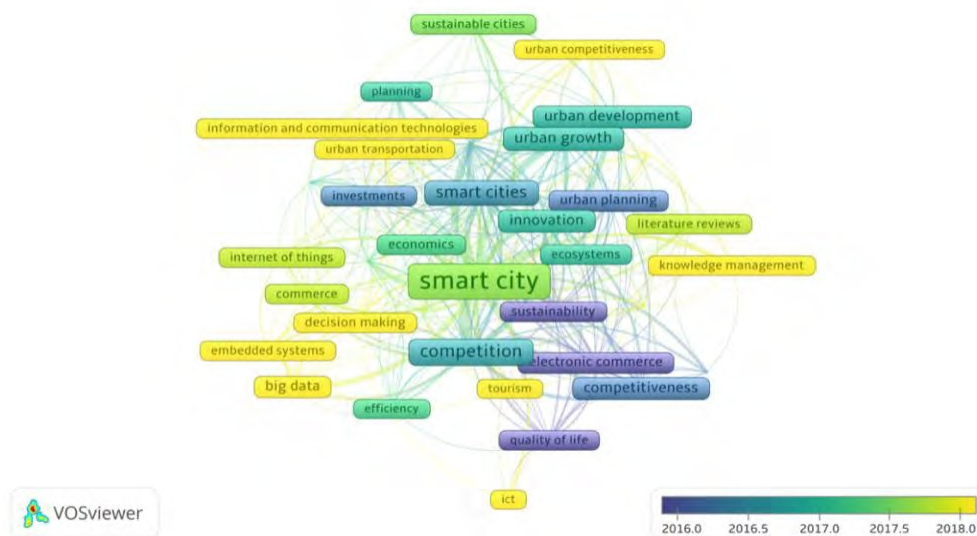 sustainable cities
urban competitiveness
planning
urban development
information and communication technologies
urban growth
urban transportation
investments
smart cities
urban planning
innovation
literature reviews
economics
ecosystems
internet of things
knowledge management
smart city
commerce
sustainability
decision making
embedded systems
competition
electronic commerce
big data
tourism
competitiveness
efficiency
quality of life
ict
VOSviewer
2016.0 2016.5 2017.0 2017.5 2018.0